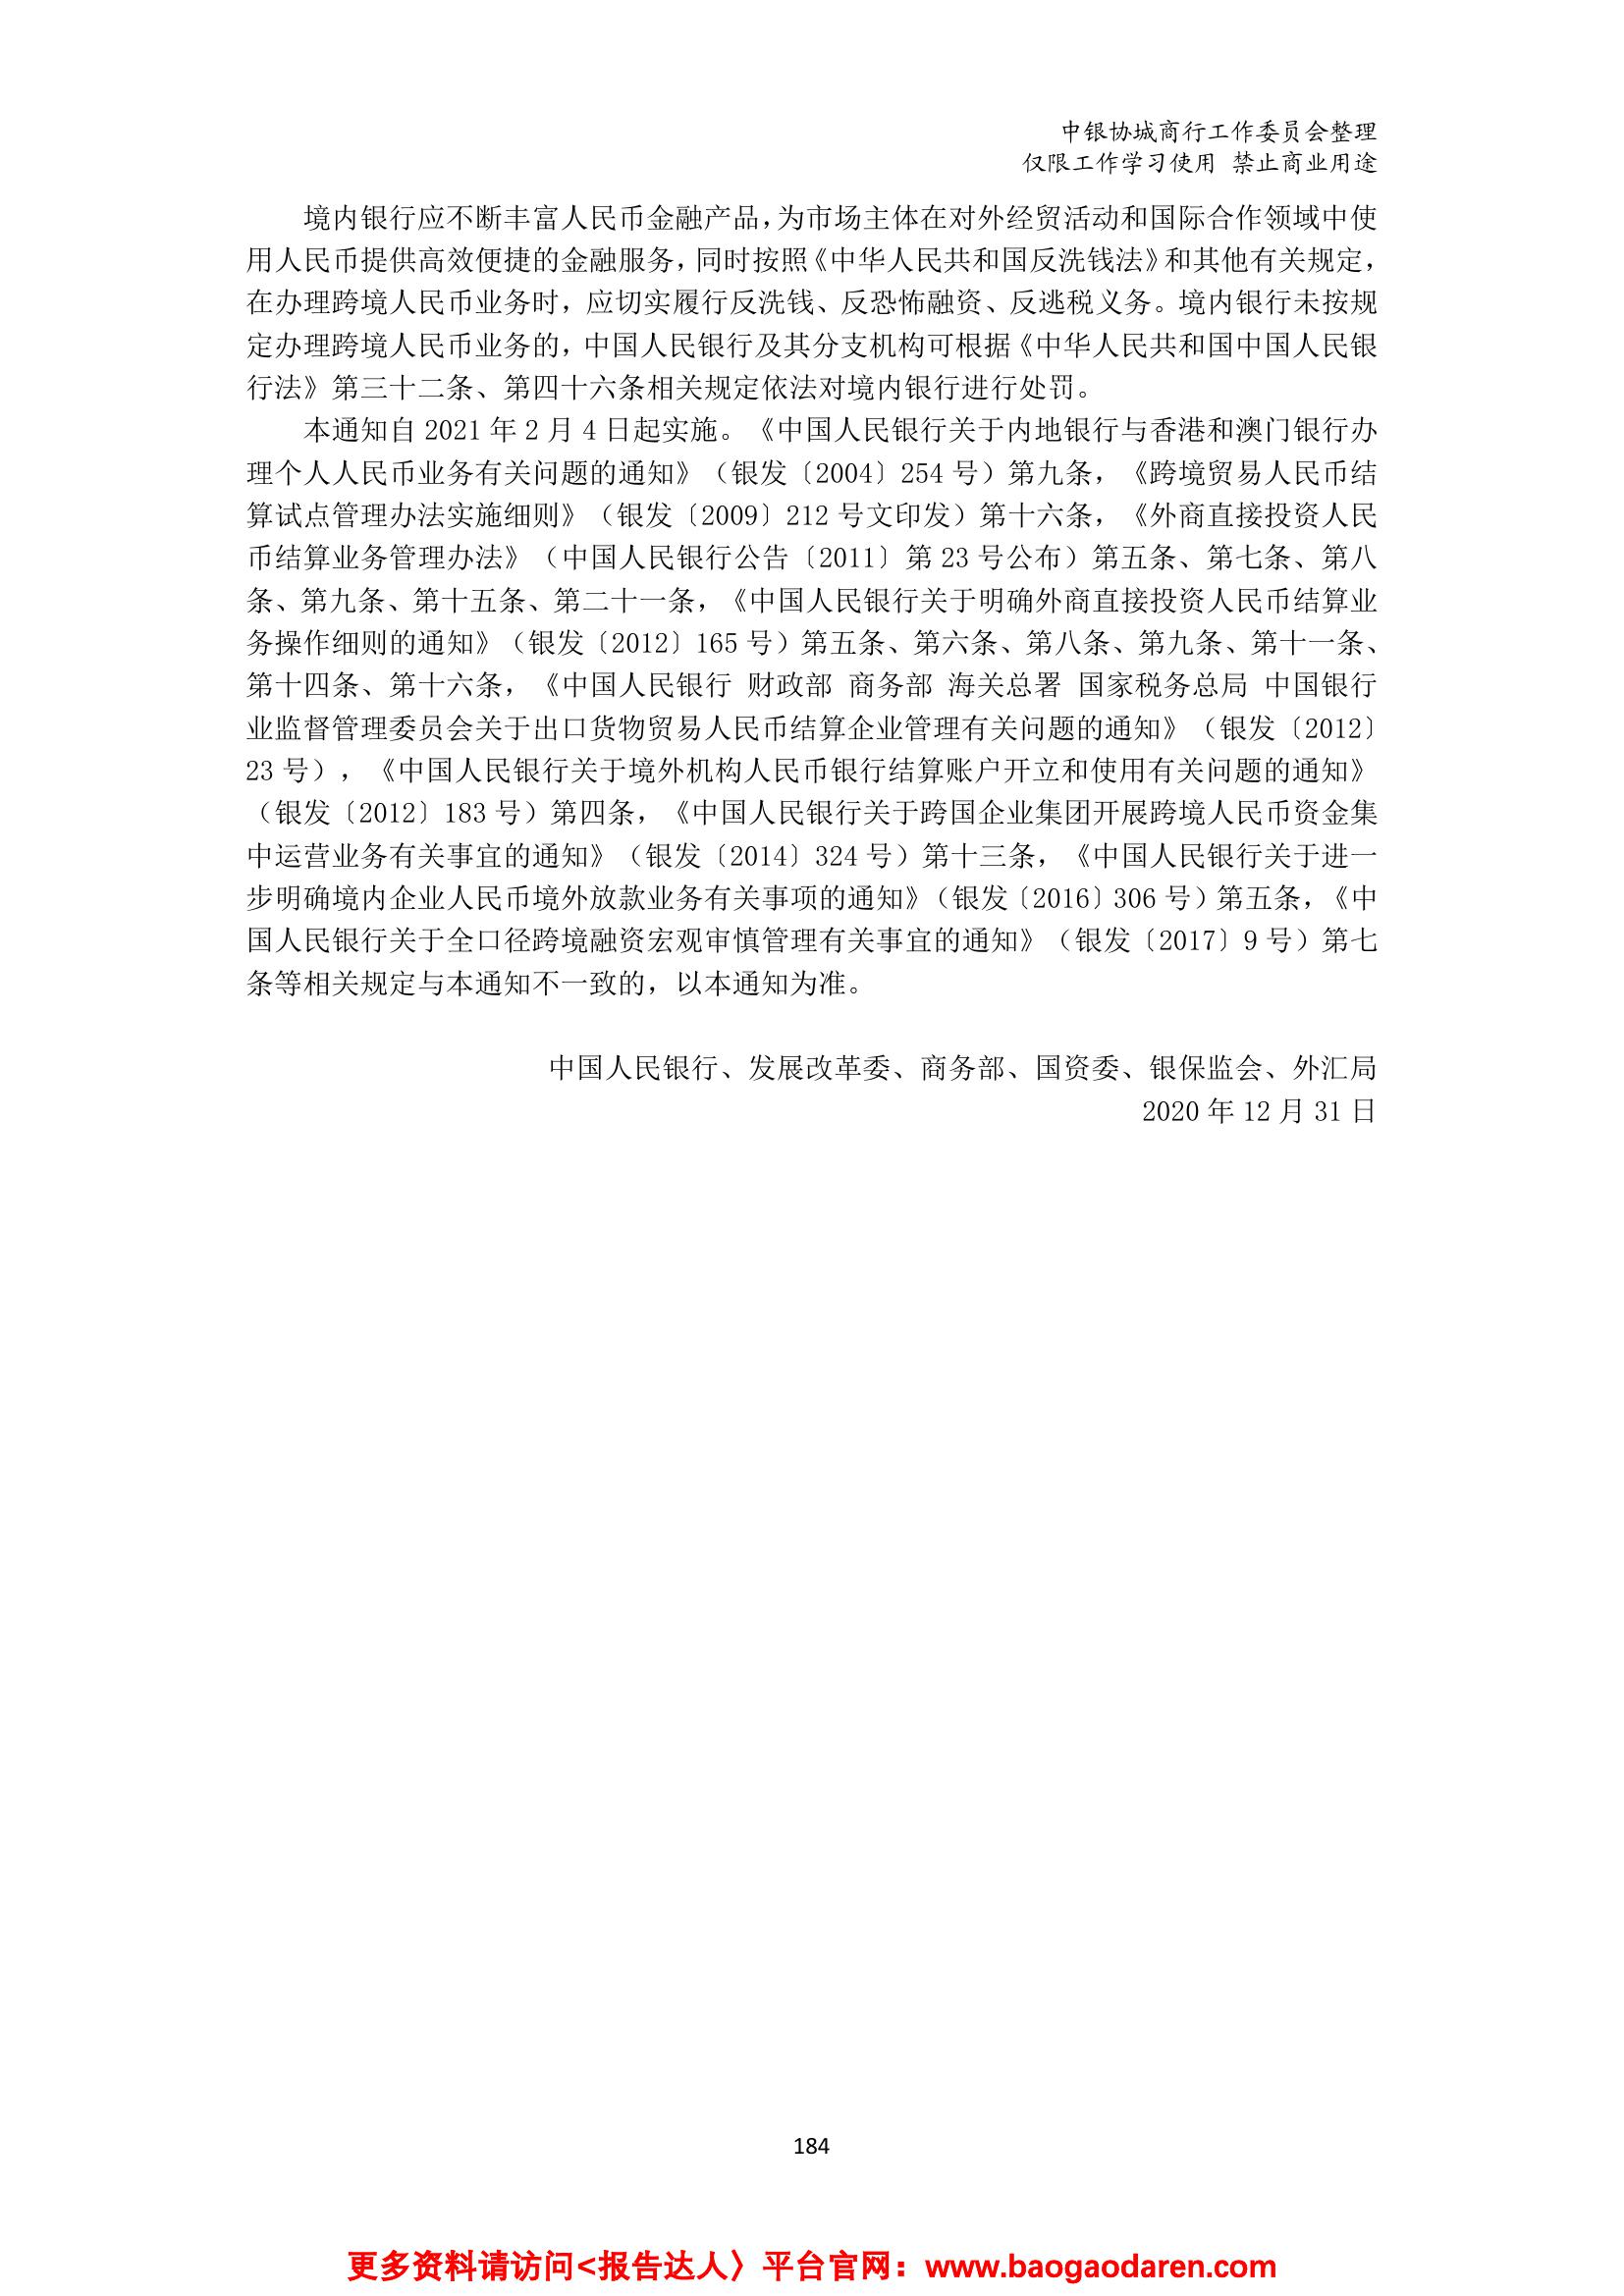 中银协城商行工作委员会整理
仅限工作学习使用 禁止商业用途
境内银行应不断丰富人民币金融产品，为市场主体在对外经贸活动和国际合作领域中使
用人民币提供高效便捷的金融服务，同时按照《中华人民共和国反洗钱法》和其他有关规定，
在办理跨境人民币业务时，应切实履行反洗钱、反恐怖融资、反逃税义务。境内银行未按规
定办理跨境人民币业务的，中国人民银行及其分支机构可根据《中华人民共和国中国人民银
行法》第三十二条、第四十六条相关规定依法对境内银行进行处罚。
本通知自 2021 年 2 月 4 日起实施。《中国人民银行关于内地银行与香港和澳门银行办
理个人人民币业务有关问题的通知》（银发〔2004〕254 号）第九条，《跨境贸易人民币结
算试点管理办法实施细则》（银发〔2009〕212 号文印发）第十六条，《外商直接投资人民
币结算业务管理办法》（中国人民银行公告〔2011〕第 23 号公布）第五条、第七条、第八
条、第九条、第十五条、第二十一条，《中国人民银行关于明确外商直接投资人民币结算业
务操作细则的通知》（银发〔2012〕165 号）第五条、第六条、第八条、第九条、第十一条、
第十四条、第十六条，《中国人民银行 财政部 商务部 海关总署 国家税务总局 中国银行
业监督管理委员会关于出口货物贸易人民币结算企业管理有关问题的通知》（银发〔2012〕
23 号），《中国人民银行关于境外机构人民币银行结算账户开立和使用有关问题的通知》
（银发〔2012〕183 号）第四条，《中国人民银行关于跨国企业集团开展跨境人民币资金集
中运营业务有关事宜的通知》（银发〔2014〕324 号）第十三条，《中国人民银行关于进一
步明确境内企业人民币境外放款业务有关事项的通知》（银发〔2016〕306 号）第五条，《中
国人民银行关于全口径跨境融资宏观审慎管理有关事宜的通知》（银发〔2017〕9 号）第七
条等相关规定与本通知不一致的，以本通知为准。
中国人民银行、发展改革委、商务部、国资委、银保监会、外汇局
2020 年 12 月 31 日
184
更多资料请访问<报告达人〉平台官网：www.baogaodaren.com